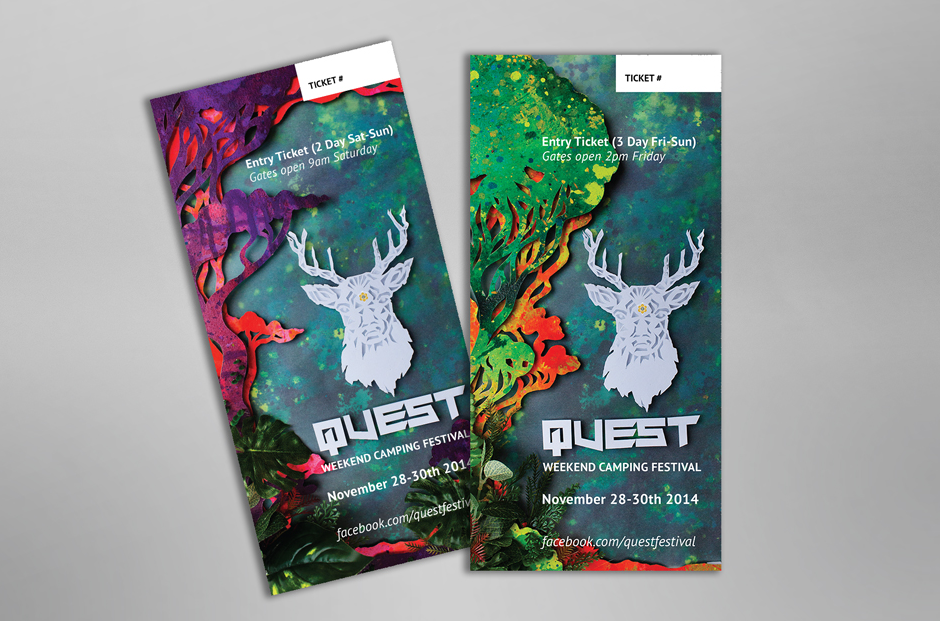 TICKET #
Entry Ticket (2 Day Sat-Sun)
Gates open 9am Saturday
QUEST
WEEKEND CAMPING FESTIVAL
November 28-30th 2014
facebook.com/questfestiv
TICKET #
Entry Ticket (3 Day Fri-Sun)
Gates open 2pm Friday
QUEST
WEEKEND CAMPING FESTIVAL
November 28-30th 2014
facebook.com/questfestival